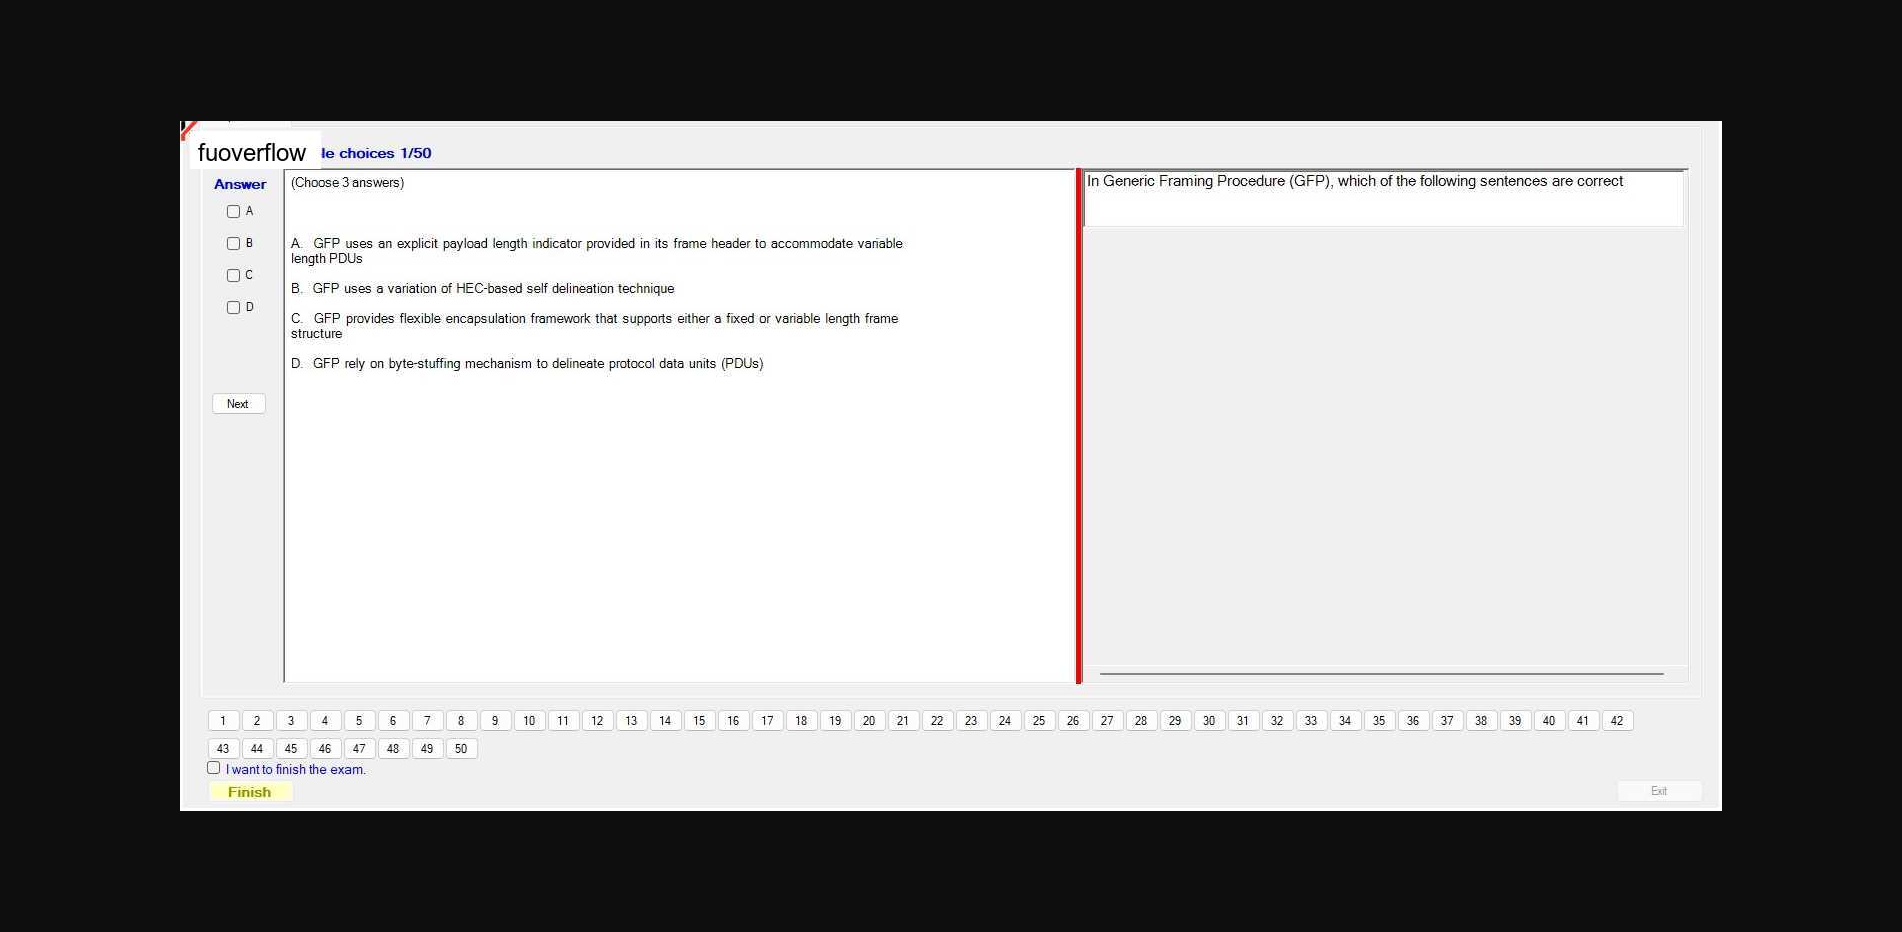 fuoverflow
le choices 1/50
Answer
A
B
C
D
Next
(Choose 3 answers)
A. GFP uses an explicit payload length indicator provided in its frame header to accommodate variable
length PDUs
B. GFP uses a variation of HEC-based self delineation technique
C. GFP provides flexible encapsulation framework that supports either a fixed or variable length frame
structure
D. GFP rely on byte-stuffing mechanism to delineate protocol data units (PDUs)
In Generic Framing Procedure (GFP), which of the following sentences are correct
1 2 3 4 5 6 7 8 9 10 11 12 13 14 15 16 17 18 19 20 21 22 23 24 25 26 27 28 29 30 31 32 33 34 35 36 37 38 39 40 41 42
43 44 45 46 47 48 49 50
I want to finish the exam.
Finish
Exit